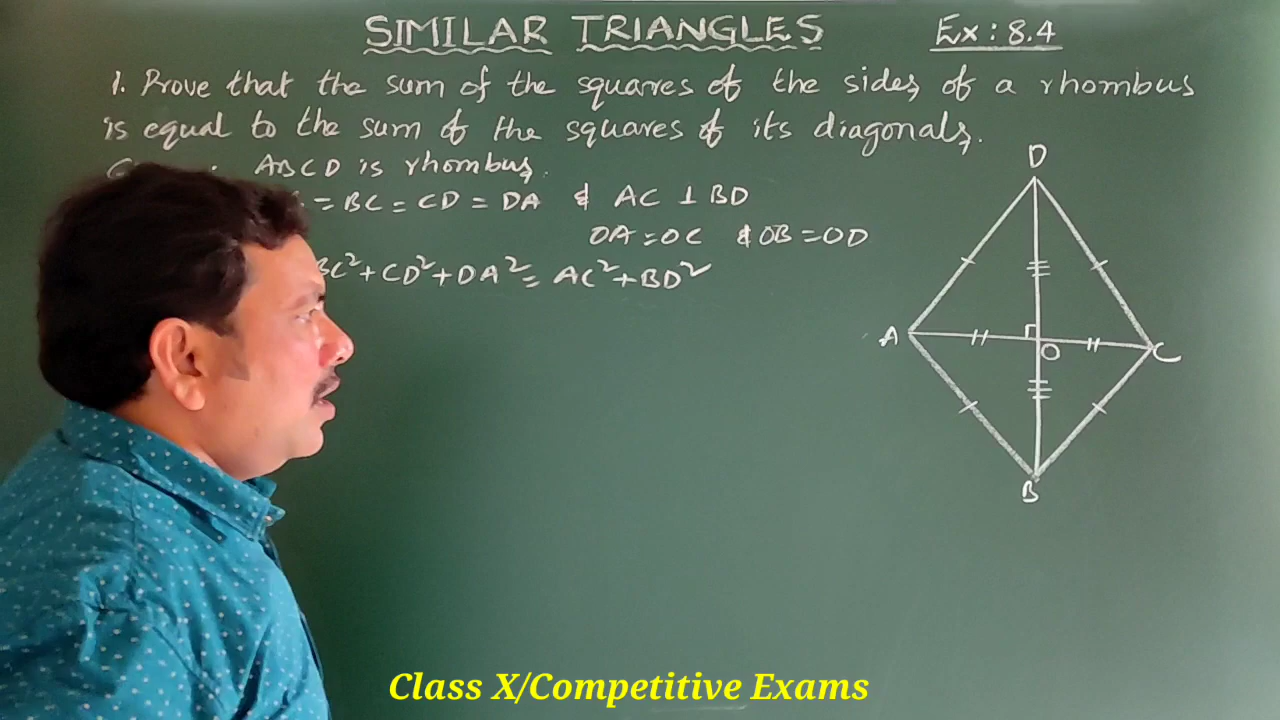 SIMILAR TRIANGLES Ex: 8.4
1. Prove that the sum of the squares of the sides of a rhombus
is equal to the sum of the squares of its diagonals.
ABCD is rhombus.
= BC = CD = DA & AC ⊥ BD
OA = OC & OB = OD
BC²+CD²+DA² = AC²+BD²
D
A
O
C
B
Class X/Competitive Exams